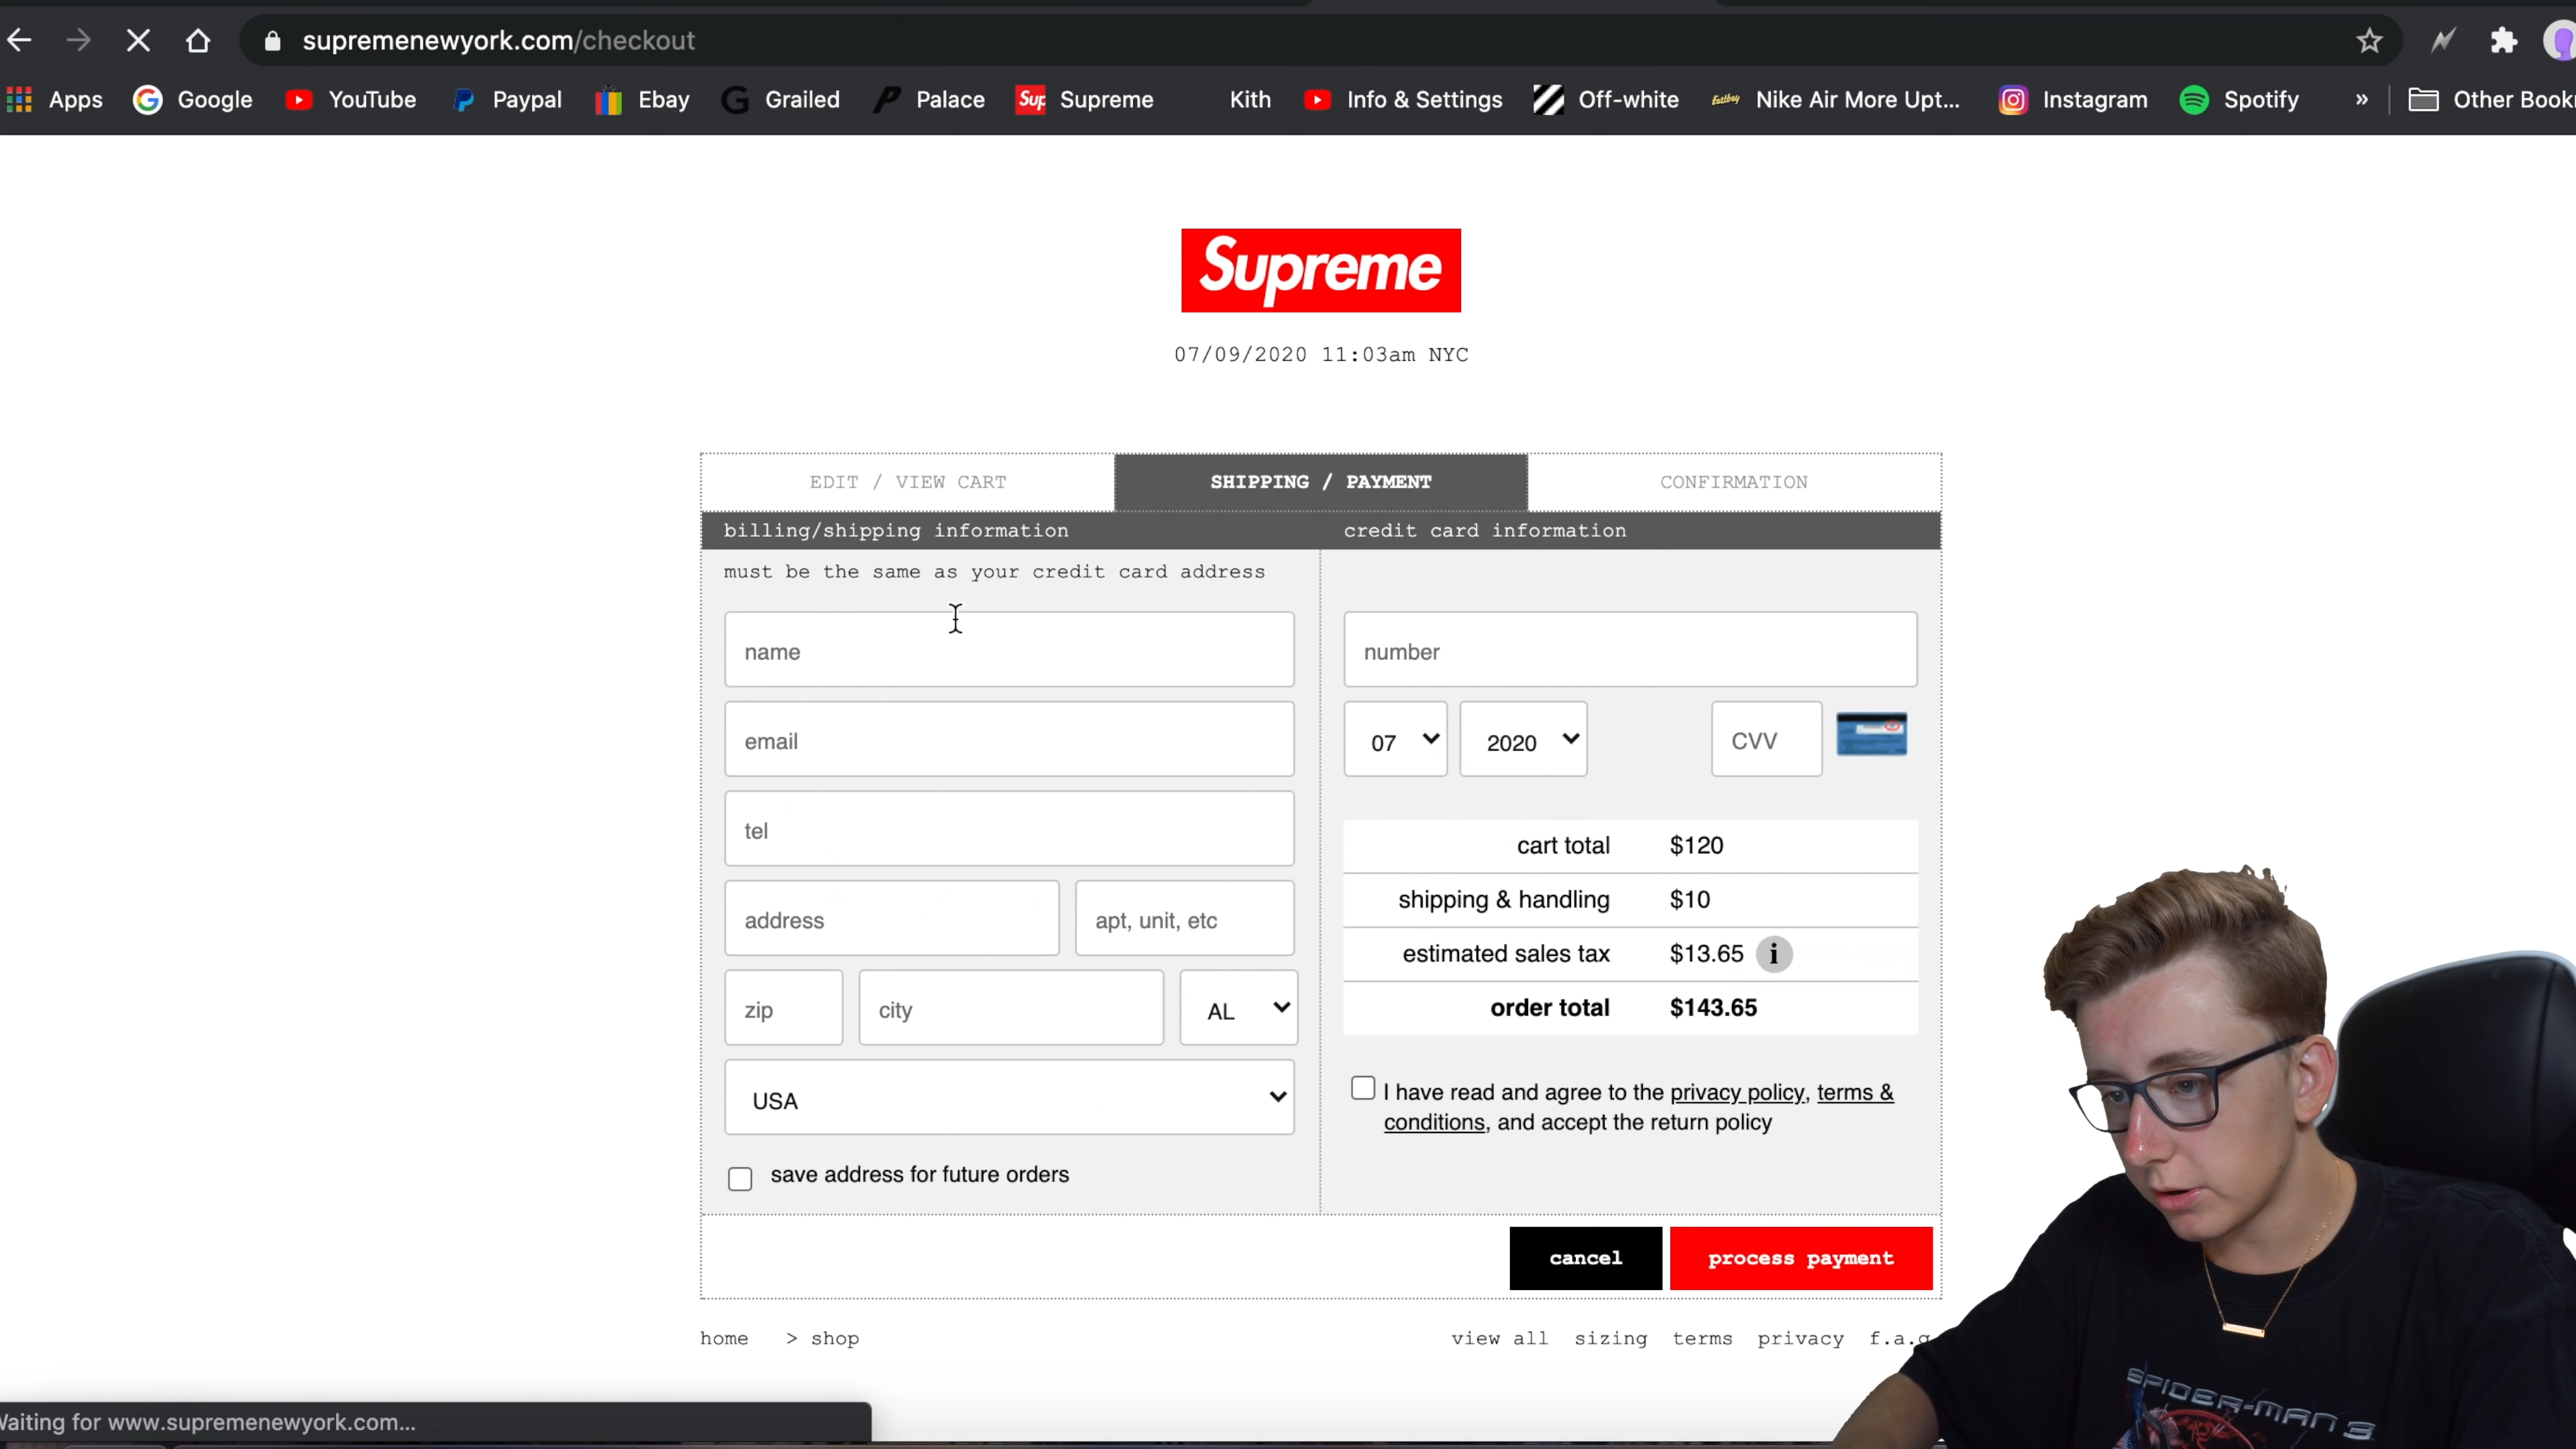 supremenewyork.com/checkout
Apps Google YouTube Paypal Ebay Grailed Palace Sup Supreme Kith Info & Settings Off-white Nike Air More Upt... Instagram Spotify » Other Book
Supreme
07/09/2020 11:03am NYC
EDIT / VIEW CART SHIPPING / PAYMENT CONFIRMATION
billing/shipping information credit card information
must be the same as your credit card address
name number
email 07 2020 CVV
tel
cart total $120
address apt, unit, etc
shipping & handling $10
estimated sales tax $13.65 i
zip city AL
order total $143.65
USA
I have read and agree to the privacy policy, terms &
conditions, and accept the return policy
save address for future orders
cancel process payment
home > shop view all sizing terms privacy f.a.q
Waiting for www.supremenewyork.com...
SPIDER-MAN 3